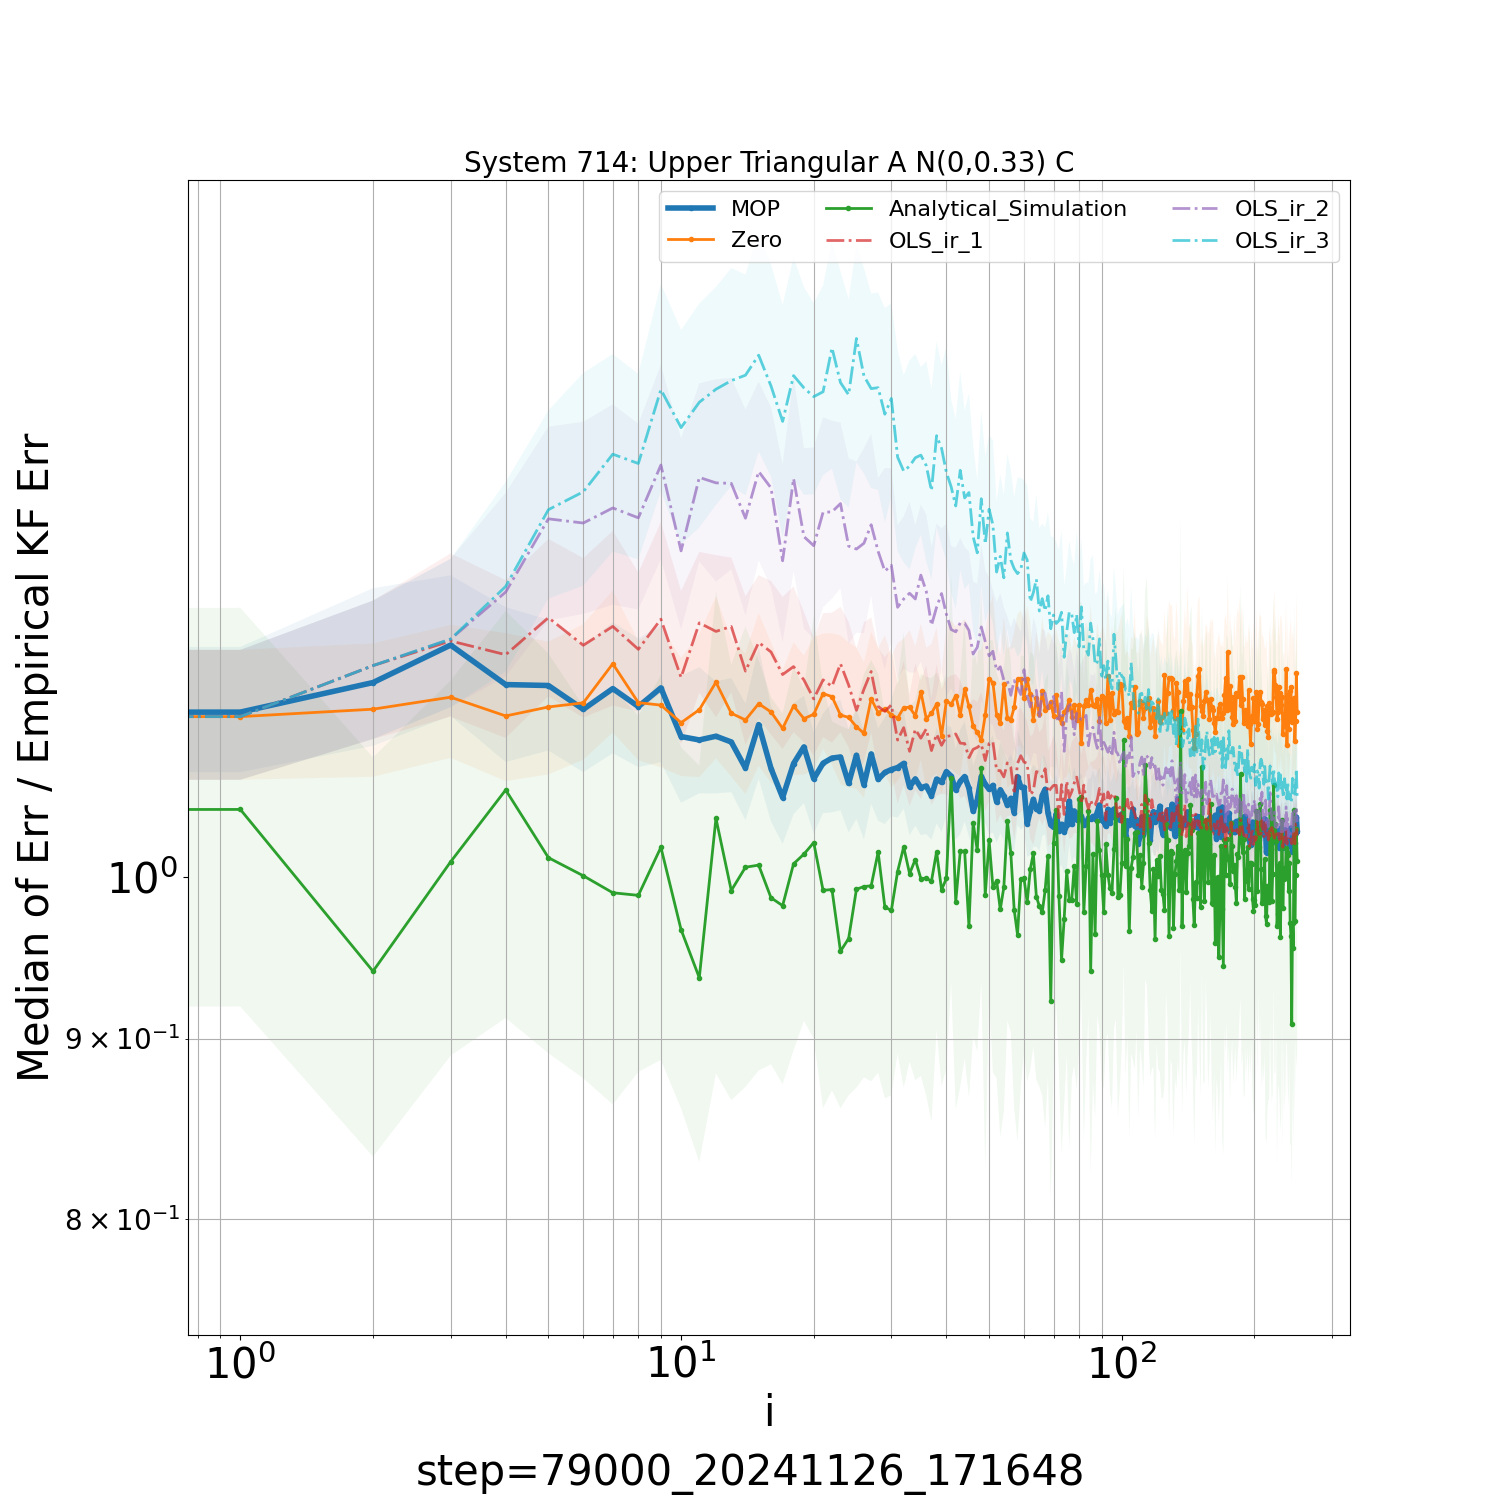 System 714: Upper Triangular A N(0,0.33) C
MOP
Zero
Analytical_Simulation
OLS_ir_1
OLS_ir_2
OLS_ir_3
Median of Err / Empirical KF Err
10⁰
9 × 10⁻¹
8 × 10⁻¹
10⁰ 10¹ 10²
i
step=79000_20241126_171648